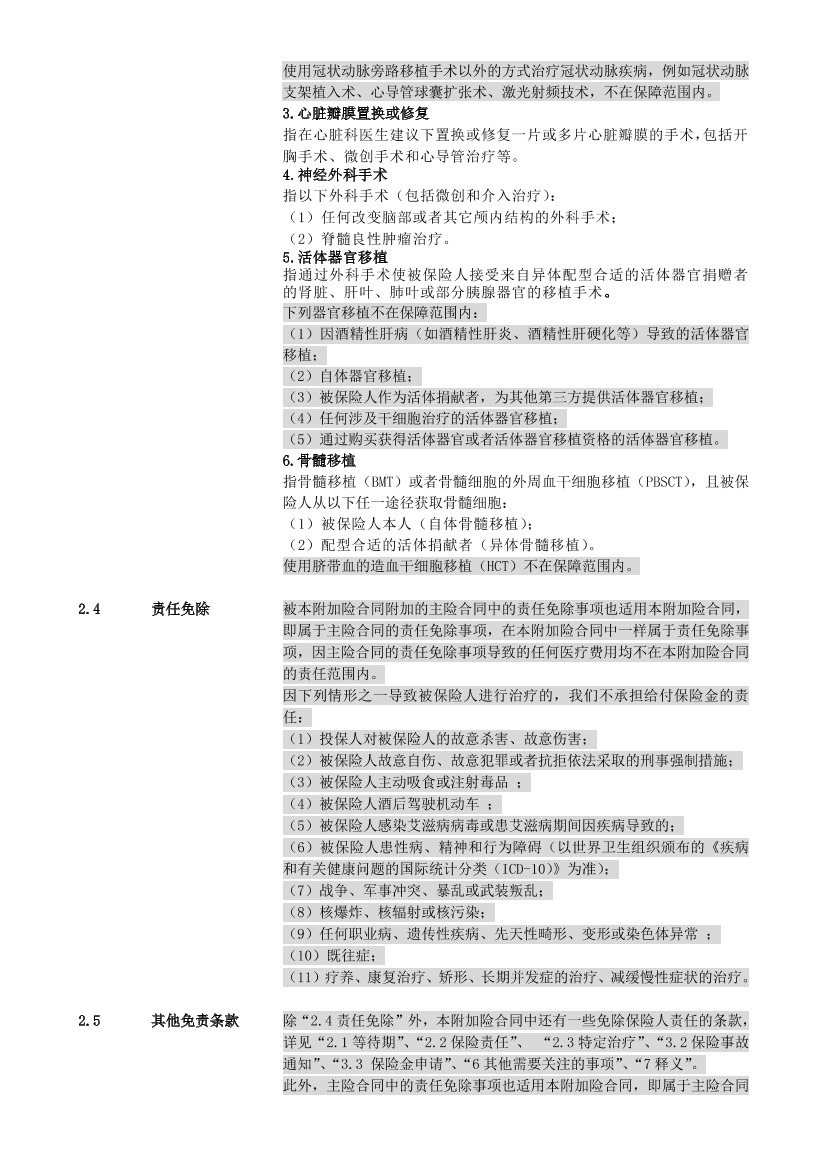 使用冠状动脉旁路移植手术以外的方式治疗冠状动脉疾病，例如冠状动脉
支架植入术、心导管球囊扩张术、激光射频技术，不在保障范围内。
3.心脏瓣膜置换或修复
指在心脏科医生建议下置换或修复一片或多片心脏瓣膜的手术，包括开
胸手术、微创手术和心导管治疗等。
4.神经外科手术
指以下外科手术（包括微创和介入治疗）：
（1）任何改变脑部或者其它颅内结构的外科手术；
（2）脊髓良性肿瘤治疗。
5.活体器官移植
指通过外科手术使被保险人接受来自异体配型合适的活体器官捐赠者
的肾脏、肝叶、肺叶或部分胰腺器官的移植手术。
下列器官移植不在保障范围内：
（1）因酒精性肝病（如酒精性肝炎、酒精性肝硬化等）导致的活体器官
移植；
（2）自体器官移植；
（3）被保险人作为活体捐献者，为其他第三方提供活体器官移植；
（4）任何涉及干细胞治疗的活体器官移植；
（5）通过购买获得活体器官或者活体器官移植资格的活体器官移植。
6.骨髓移植
指骨髓移植（BMT）或者骨髓细胞的外周血干细胞移植（PBSCT），且被保
险人从以下任一途径获取骨髓细胞：
（1）被保险人本人（自体骨髓移植）；
（2）配型合适的活体捐献者（异体骨髓移植）。
使用脐带血的造血干细胞移植（HCT）不在保障范围内。
2.4 责任免除 被本附加险合同附加的主险合同中的责任免除事项也适用本附加险合同，
即属于主险合同的责任免除事项，在本附加险合同中一样属于责任免除事
项，因主险合同的责任免除事项导致的任何医疗费用均不在本附加险合同
的责任范围内。
因下列情形之一导致被保险人进行治疗的，我们不承担给付保险金的责
任：
（1）投保人对被保险人的故意杀害、故意伤害；
（2）被保险人故意自伤、故意犯罪或者抗拒依法采取的刑事强制措施；
（3）被保险人主动吸食或注射毒品 ；
（4）被保险人酒后驾驶机动车 ；
（5）被保险人感染艾滋病病毒或患艾滋病期间因疾病导致的；
（6）被保险人患性病、精神和行为障碍（以世界卫生组织颁布的《疾病
和有关健康问题的国际统计分类（ICD-10）》为准）；
（7）战争、军事冲突、暴乱或武装叛乱；
（8）核爆炸、核辐射或核污染；
（9）任何职业病、遗传性疾病、先天性畸形、变形或染色体异常 ；
（10）既往症；
（11）疗养、康复治疗、矫形、长期并发症的治疗、减缓慢性症状的治疗。
2.5 其他免责条款 除“2.4 责任免除”外，本附加险合同中还有一些免除保险人责任的条款，
详见“2.1 等待期”、“2.2 保险责任”、 “2.3 特定治疗”、“3.2 保险事故
通知”、“3.3 保险金申请”、“6 其他需要关注的事项”、“7 释义”。
此外，主险合同中的责任免除事项也适用本附加险合同，即属于主险合同